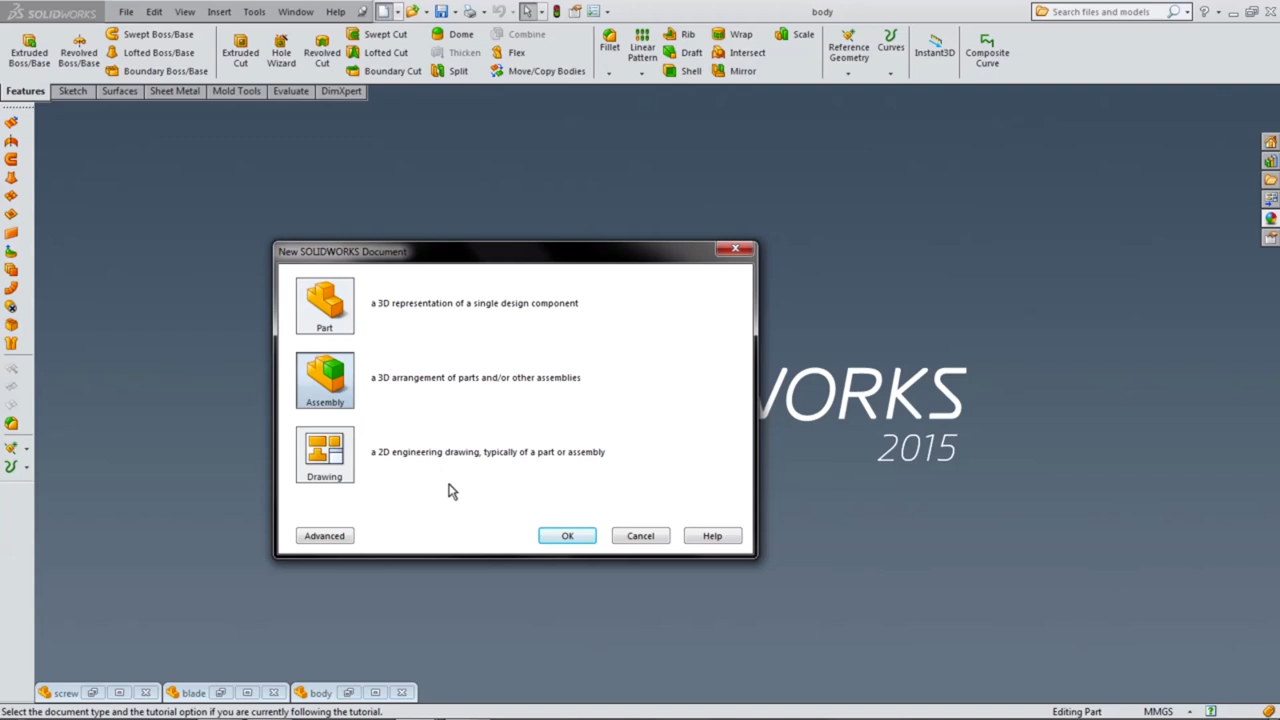 SOLIDWORKS File Edit View Insert Tools Window Help body Search files and models ?
Extruded Boss/Base
Revolved Boss/Base
Swept Boss/Base
Lofted Boss/Base
Boundary Boss/Base
Extruded Cut
Hole Wizard
Revolved Cut
Swept Cut
Lofted Cut
Boundary Cut
Dome
Thicken
Split
Combine
Flex
Move/Copy Bodies
Fillet
Linear Pattern
Rib
Draft
Shell
Wrap
Intersect
Mirror
Scale
Reference Geometry
Curves
Instant3D
Composite Curve
Features Sketch Surfaces Sheet Metal Mold Tools Evaluate DimXpert
New SOLIDWORKS Document
Part
a 3D representation of a single design component
Assembly
a 3D arrangement of parts and/or other assemblies
Drawing
a 2D engineering drawing, typically of a part or assembly
Advanced OK Cancel Help
WORKS
2015
screw blade body
Select the document type and the tutorial option if you are currently following the tutorial. Editing Part MMGS ?